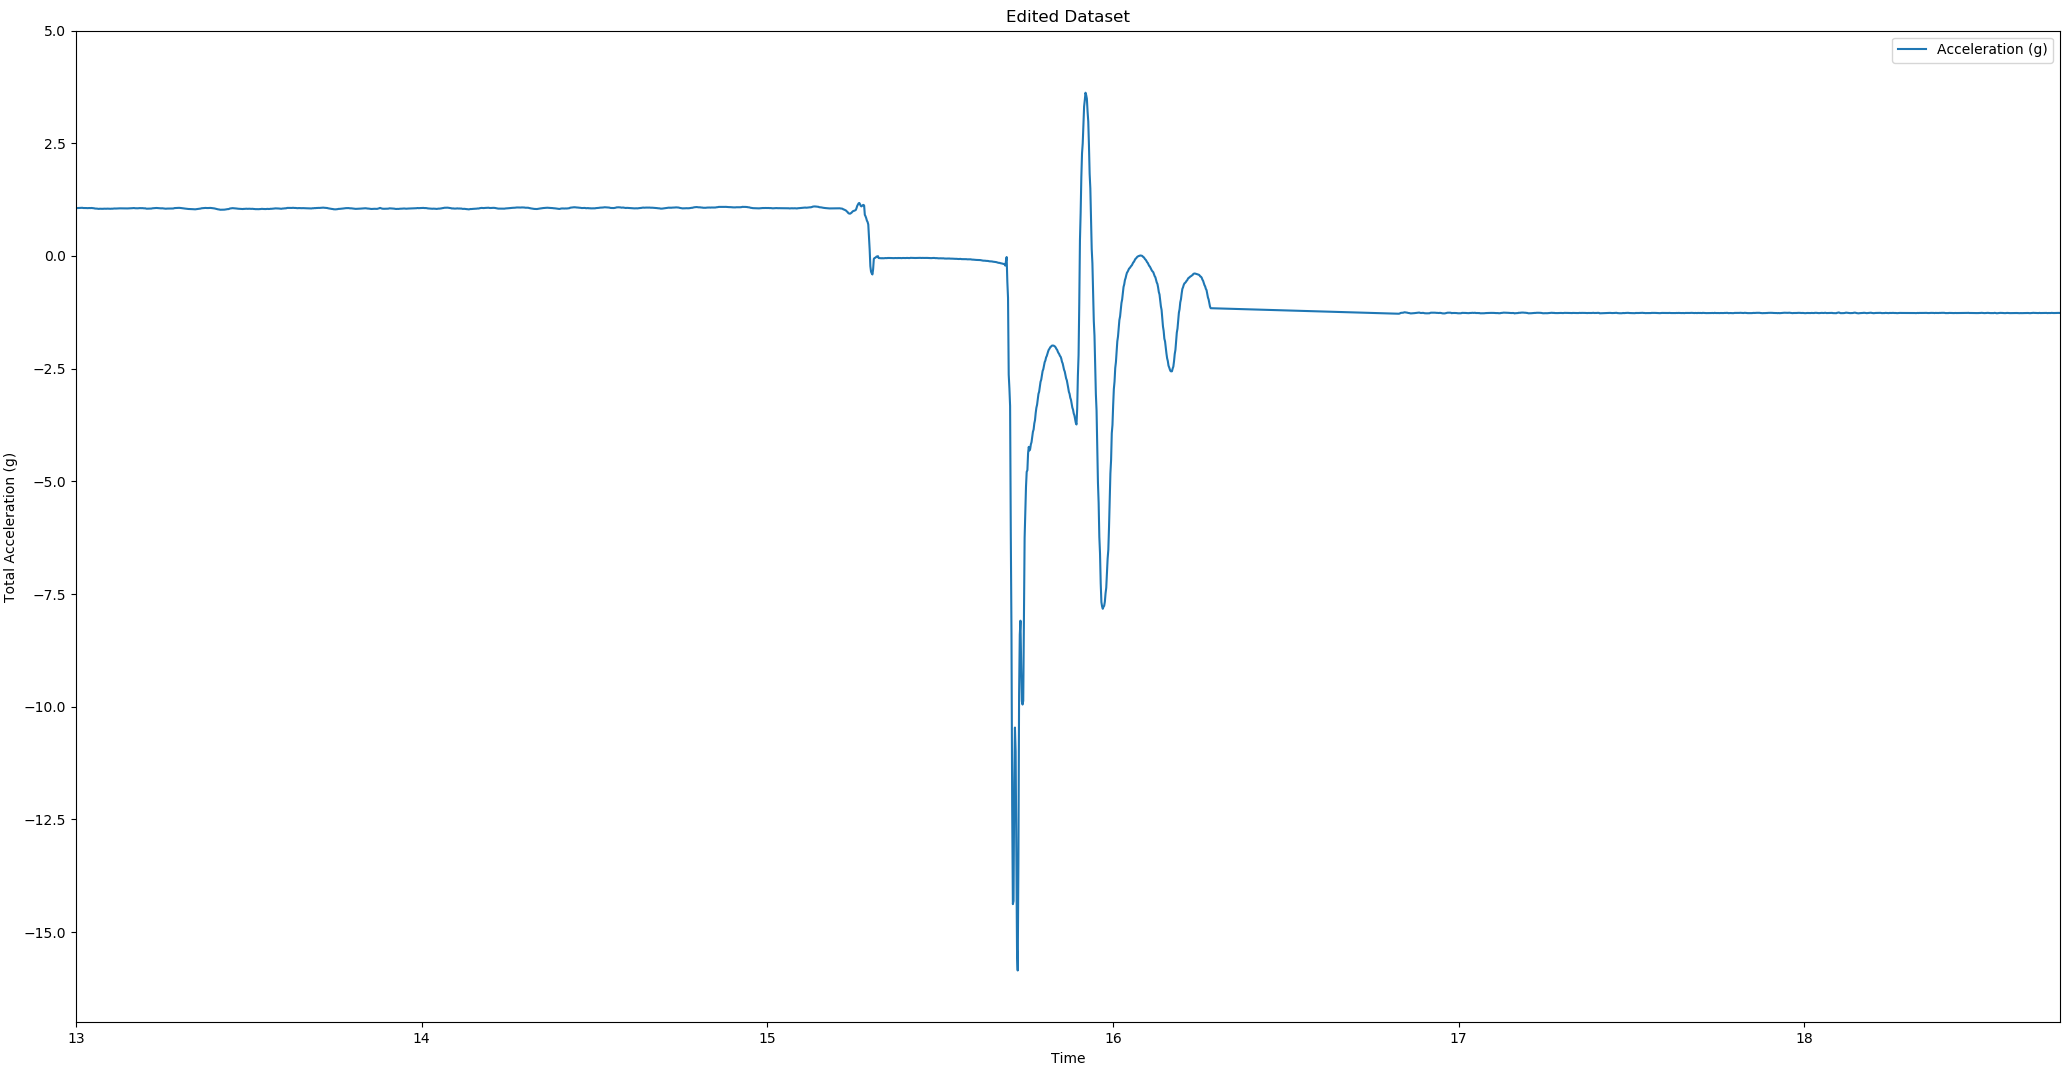 Edited Dataset
Acceleration (g)
5.0
2.5
0.0
−2.5
−5.0
−7.5
−10.0
−12.5
−15.0
Total Acceleration (g)
13 14 15 16 17 18
Time